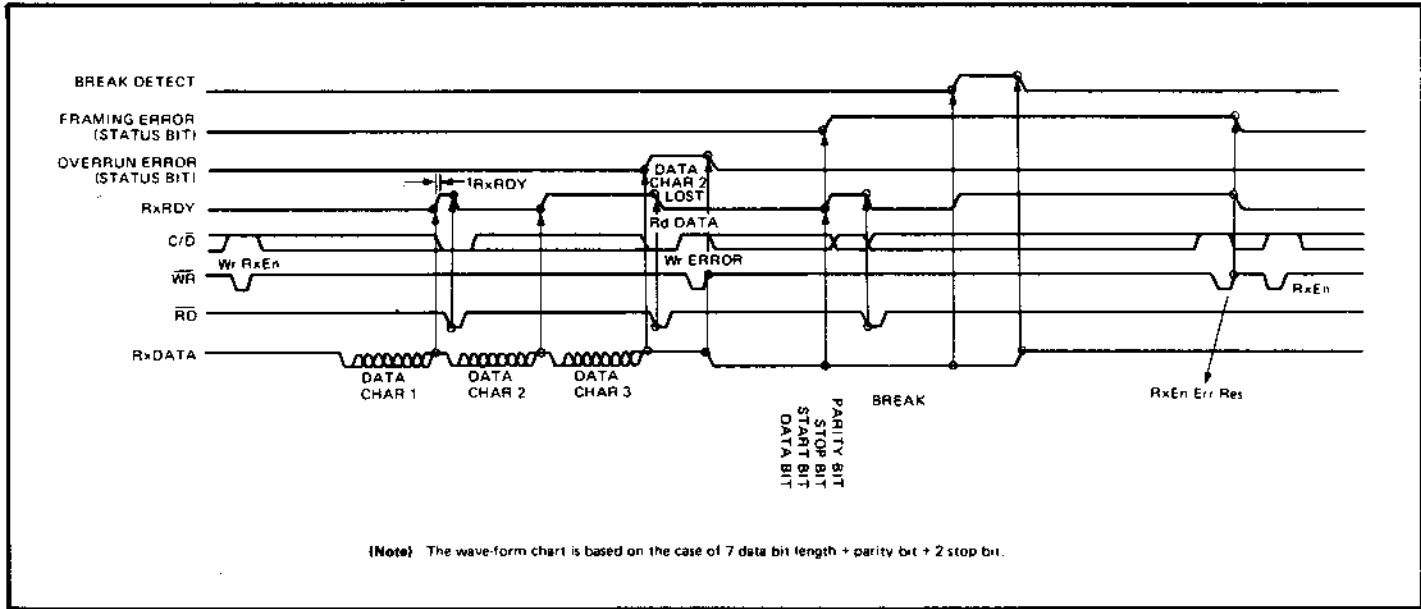 BREAK DETECT
FRAMING ERROR
(STATUS BIT)
OVERRUN ERROR
(STATUS BIT)
DATA
CHAR 2
LOST
tRxRDY
RxRDY
Rd DATA
C/D̅
Wr RxEn
Wr ERROR
W̅R̅
RxEn
R̅D̅
RxDATA
DATA
CHAR 1
DATA
CHAR 2
DATA
CHAR 3
BREAK
RxEn Err Res
PARITY BIT
STOP BIT
START BIT
DATA BIT
(Note) The wave-form chart is based on the case of 7 data bit length + parity bit + 2 stop bit.